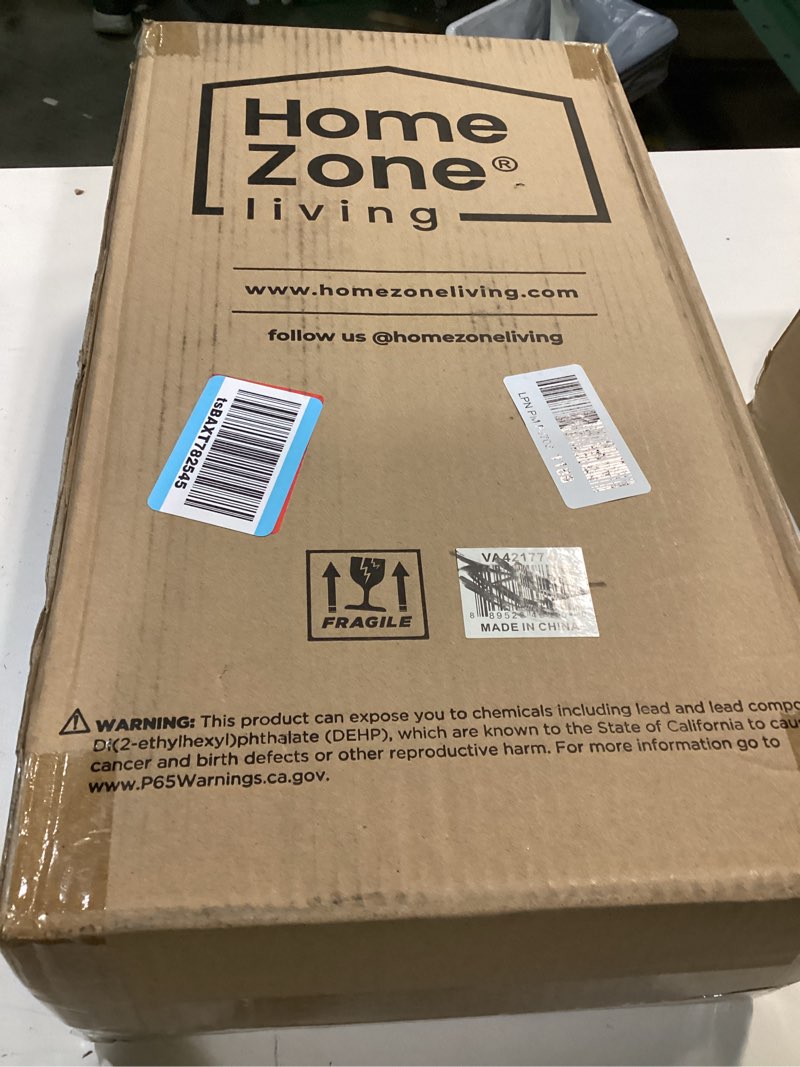 Home
Zone®
living
www.homezoneliving.com
follow us @homezoneliving
tsBAXT782545
LPN
VA42177
MADE IN CHINA
FRAGILE
⚠ WARNING: This product can expose you to chemicals including lead and lead
Di(2-ethylhexyl)phthalate (DEHP), which are known to the State of California to
cancer and birth defects or other reproductive harm. For more information go to
www.P65Warnings.ca.gov.